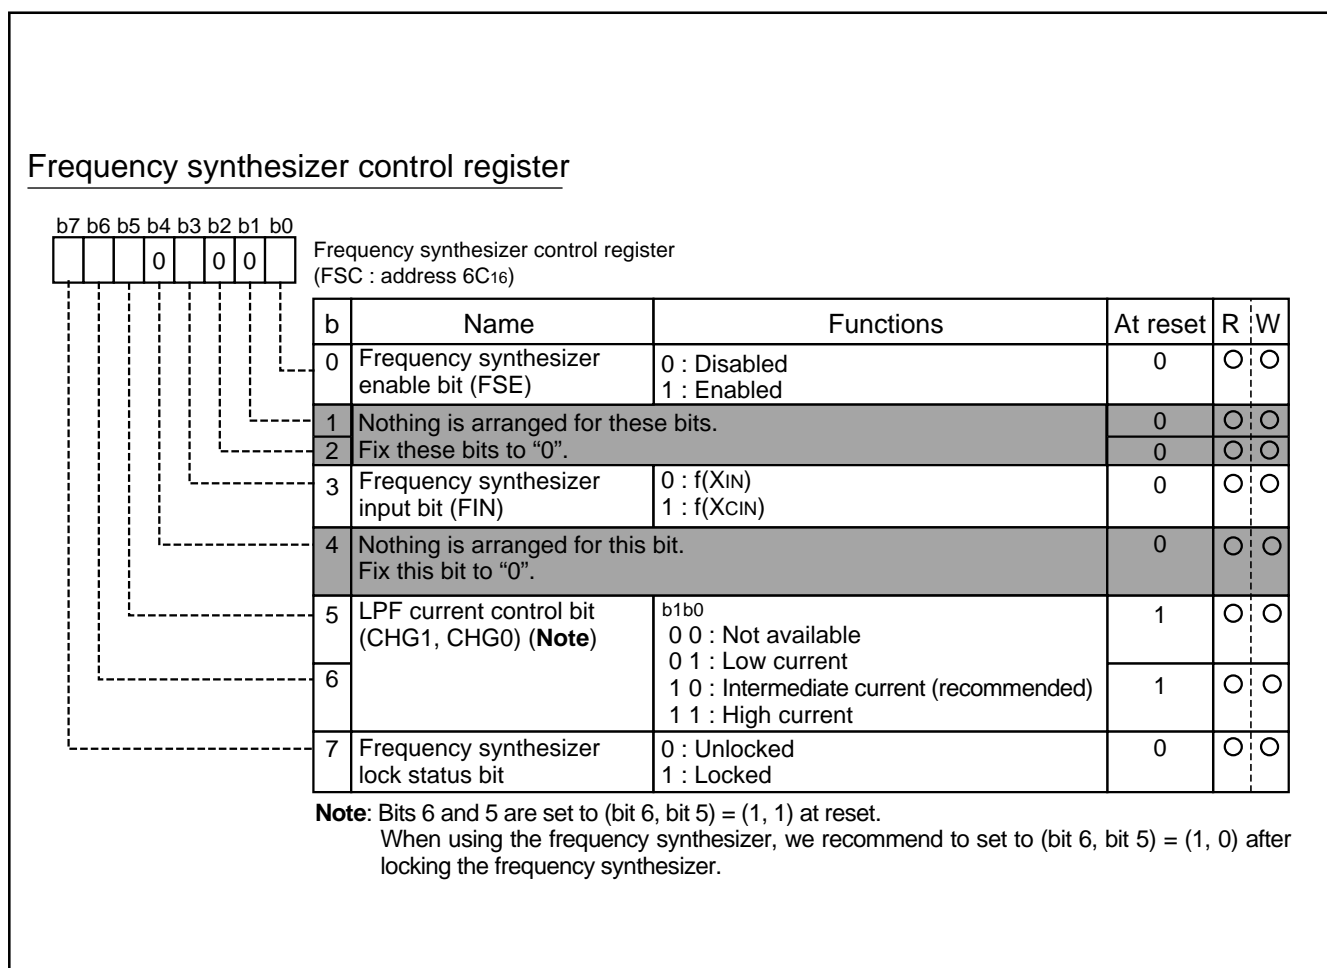 Frequency synthesizer control register
b7 b6 b5 b4 b3 b2 b1 b0
0 0 0
Frequency synthesizer control register
(FSC : address 6C16)
b Name Functions At reset R W
0 Frequency synthesizer enable bit (FSE) 0 : Disabled 0 O O
1 : Enabled
1 Nothing is arranged for these bits. 0 O O
2 Fix these bits to “0”. 0 O O
3 Frequency synthesizer input bit (FIN) 0 : f(XIN) 0 O O
1 : f(XCIN)
4 Nothing is arranged for this bit. 0 O O
Fix this bit to “0”.
5 LPF current control bit b1b0 1 O O
(CHG1, CHG0) (Note) 0 0 : Not available
0 1 : Low current
6 1 0 : Intermediate current (recommended) 1 O O
1 1 : High current
7 Frequency synthesizer 0 : Unlocked 0 O O
lock status bit 1 : Locked
Note: Bits 6 and 5 are set to (bit 6, bit 5) = (1, 1) at reset.
When using the frequency synthesizer, we recommend to set to (bit 6, bit 5) = (1, 0) after
locking the frequency synthesizer.